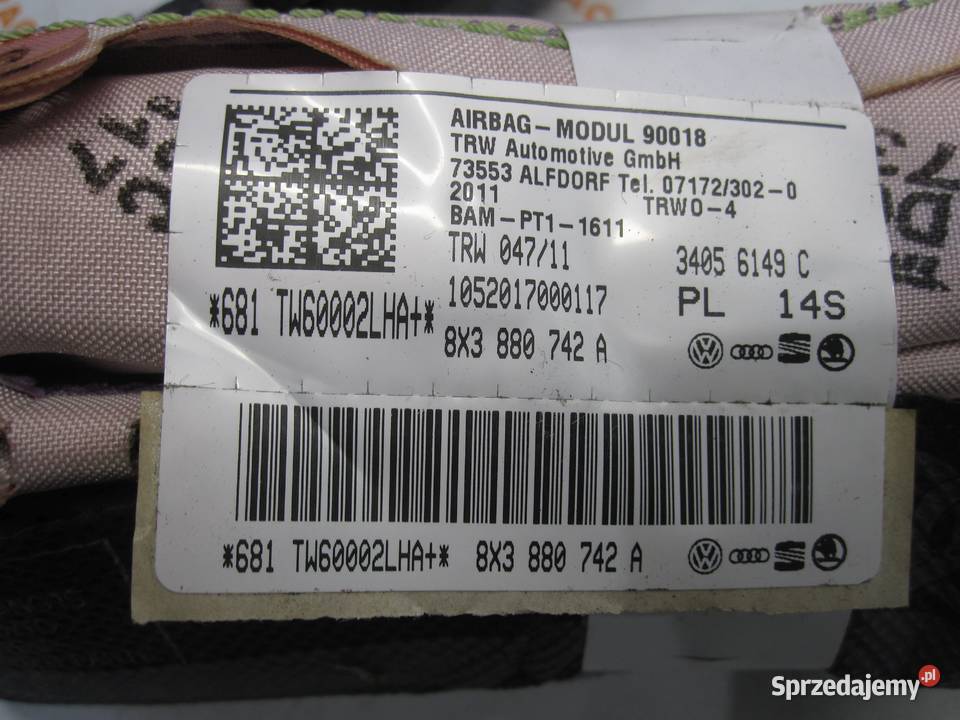 AIRBAG-MODUL 90018
TRW Automotive GmbH
73553 ALFDORF Tel. 07172/302-0
2011 TRWO-4
BAM-PT1-1611
TRW 047/11 3405 6149 C
1052017000117 PL 14S
*681 TW60002LHA+*
8X3 880 742 A
*681 TW60002LHA+* 8X3 880 742 A
Sprzedajemy.pl